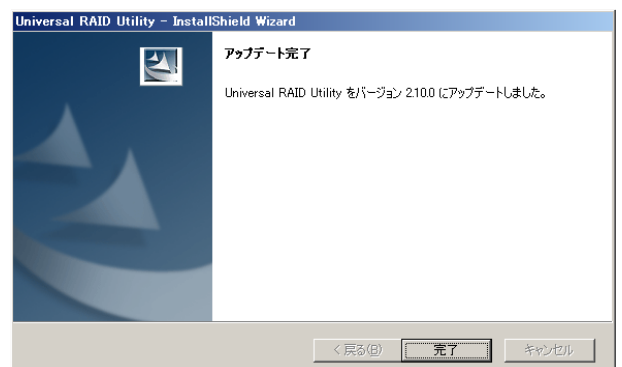 Universal RAID Utility - InstallShield Wizard
アップデート完了
Universal RAID Utility をバージョン 2.10.0 にアップデートしました。
< 戻る(B)
完了
キャンセル